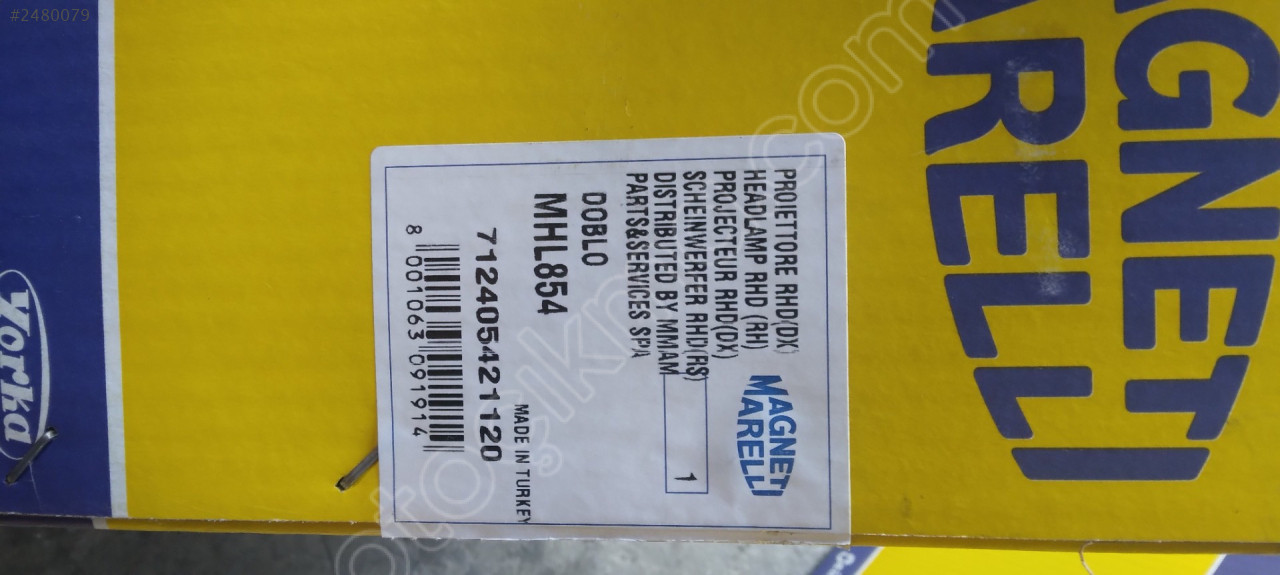 #2480079
MAGNETI
MARELLI
PROIETTORE RHD(DX)
HEADLAMP RHD (RH)
PROJECTEUR RHD(DX)
SCHEINWERFER RHD(RS)
DISTRIBUTED BY MMAM
PARTS&SERVICES SPA
MAGNETI
MARELLI
1
DOBLO
MHL854
MADE IN TURKEY
712405421120
8 001063 091914
Yorka